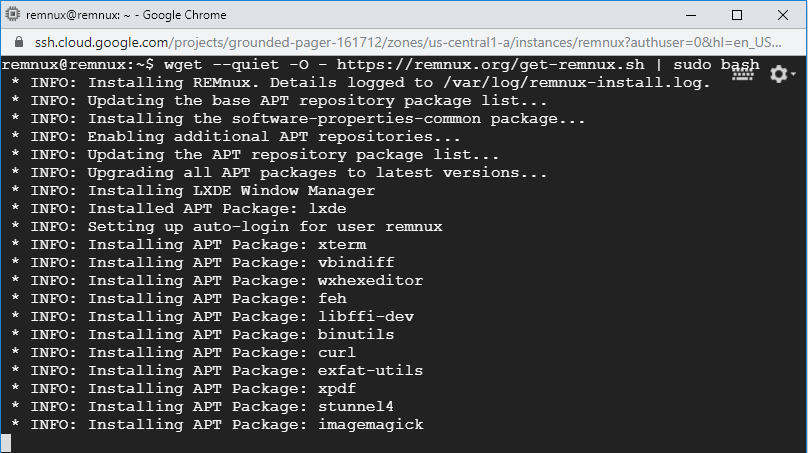 remnux@remnux: ~ - Google Chrome
ssh.cloud.google.com/projects/grounded-pager-161712/zones/us-central1-a/instances/remnux?authuser=0&hl=en_US...
remnux@remnux:~$ wget --quiet -O - https://remnux.org/get-remnux.sh | sudo bash
* INFO: Installing REMnux. Details logged to /var/log/remnux-install.log.
* INFO: Updating the base APT repository package list...
* INFO: Installing the software-properties-common package...
* INFO: Enabling additional APT repositories...
* INFO: Updating the APT repository package list...
* INFO: Upgrading all APT packages to latest versions...
* INFO: Installing LXDE Window Manager
* INFO: Installed APT Package: lxde
* INFO: Setting up auto-login for user remnux
* INFO: Installing APT Package: xterm
* INFO: Installing APT Package: vbindiff
* INFO: Installing APT Package: wxhexeditor
* INFO: Installing APT Package: feh
* INFO: Installing APT Package: libffi-dev
* INFO: Installing APT Package: binutils
* INFO: Installing APT Package: curl
* INFO: Installing APT Package: exfat-utils
* INFO: Installing APT Package: xpdf
* INFO: Installing APT Package: stunnel4
* INFO: Installing APT Package: imagemagick